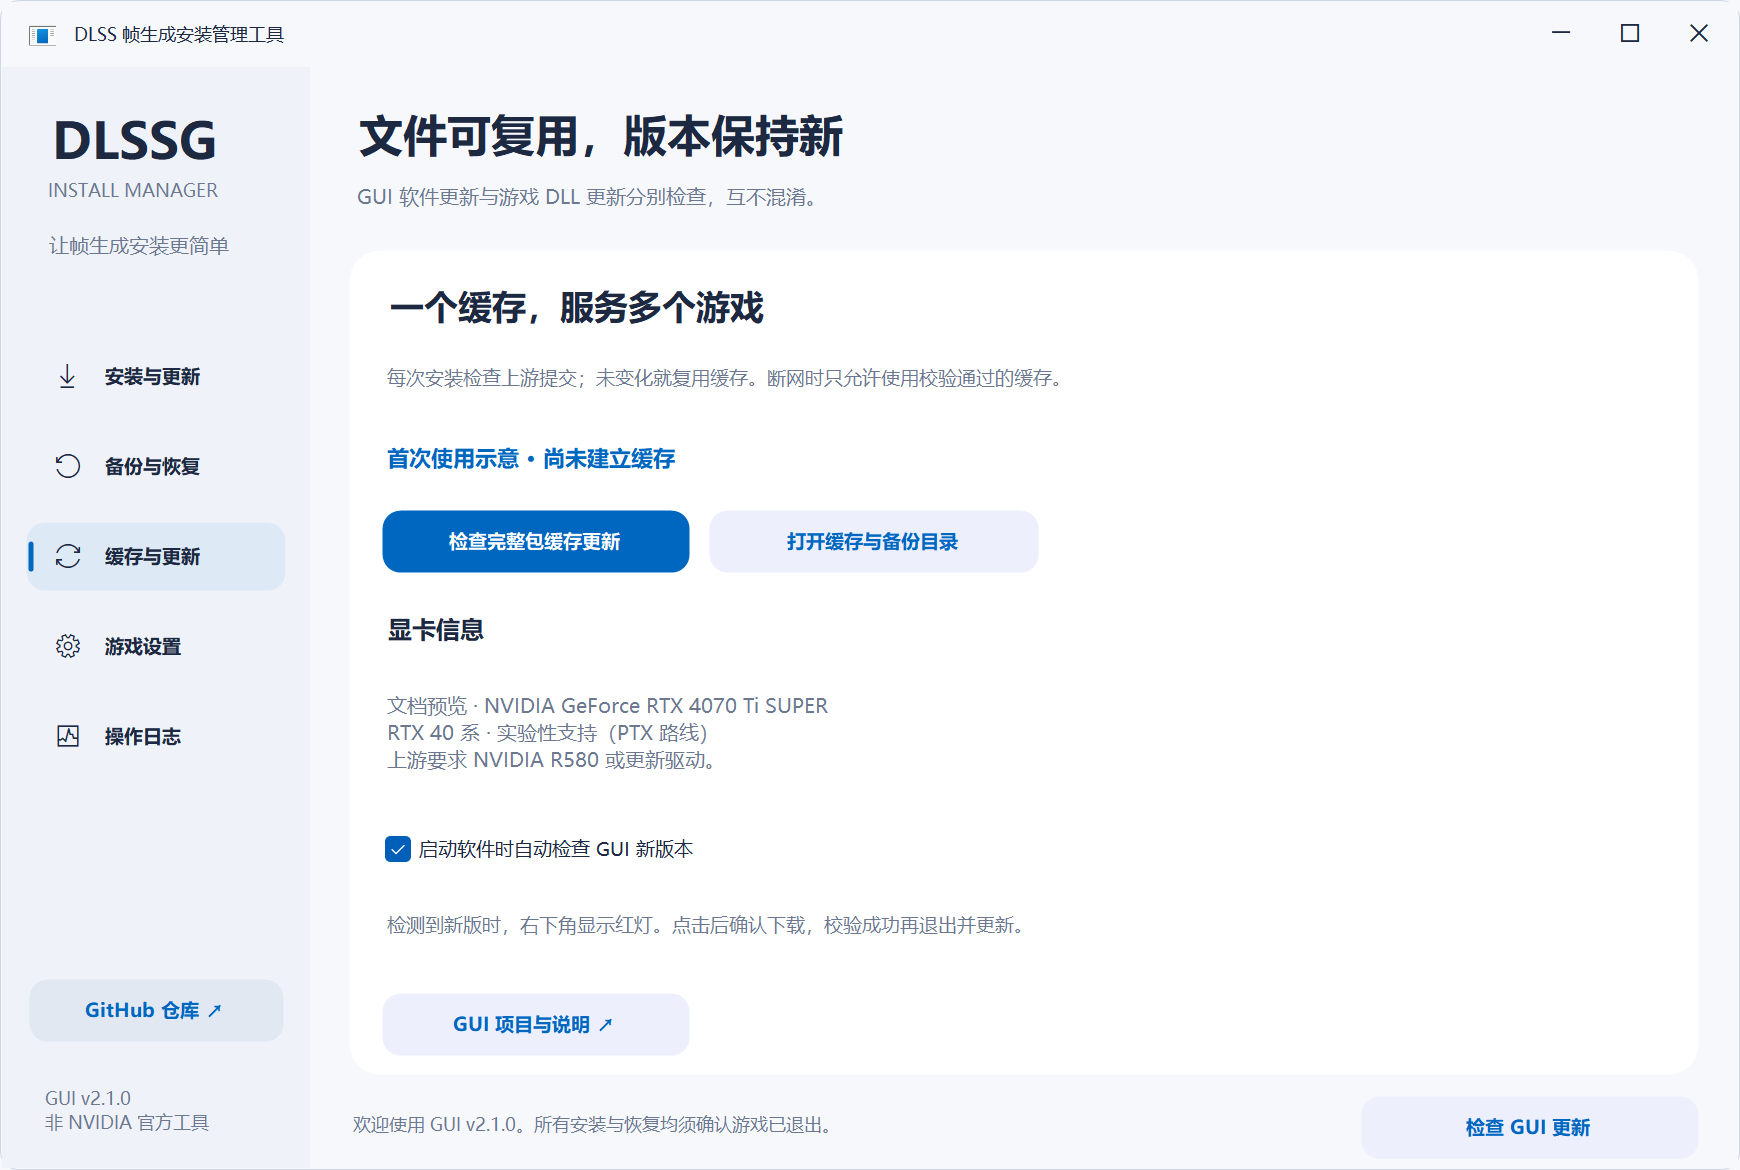 DLSS 帧生成安装管理工具
DLSSG
INSTALL MANAGER
让帧生成安装更简单
安装与更新
备份与恢复
缓存与更新
游戏设置
操作日志
GitHub 仓库 ↗
GUI v2.1.0
非 NVIDIA 官方工具
文件可复用，版本保持新
GUI 软件更新与游戏 DLL 更新分别检查，互不混淆。
一个缓存，服务多个游戏
每次安装检查上游提交；未变化就复用缓存。断网时只允许使用校验通过的缓存。
首次使用示意 · 尚未建立缓存
检查完整包缓存更新
打开缓存与备份目录
显卡信息
文档预览 · NVIDIA GeForce RTX 4070 Ti SUPER
RTX 40 系 · 实验性支持（PTX 路线）
上游要求 NVIDIA R580 或更新驱动。
启动软件时自动检查 GUI 新版本
检测到新版时，右下角显示红灯。点击后确认下载，校验成功再退出并更新。
GUI 项目与说明 ↗
欢迎使用 GUI v2.1.0。所有安装与恢复均须确认游戏已退出。
检查 GUI 更新